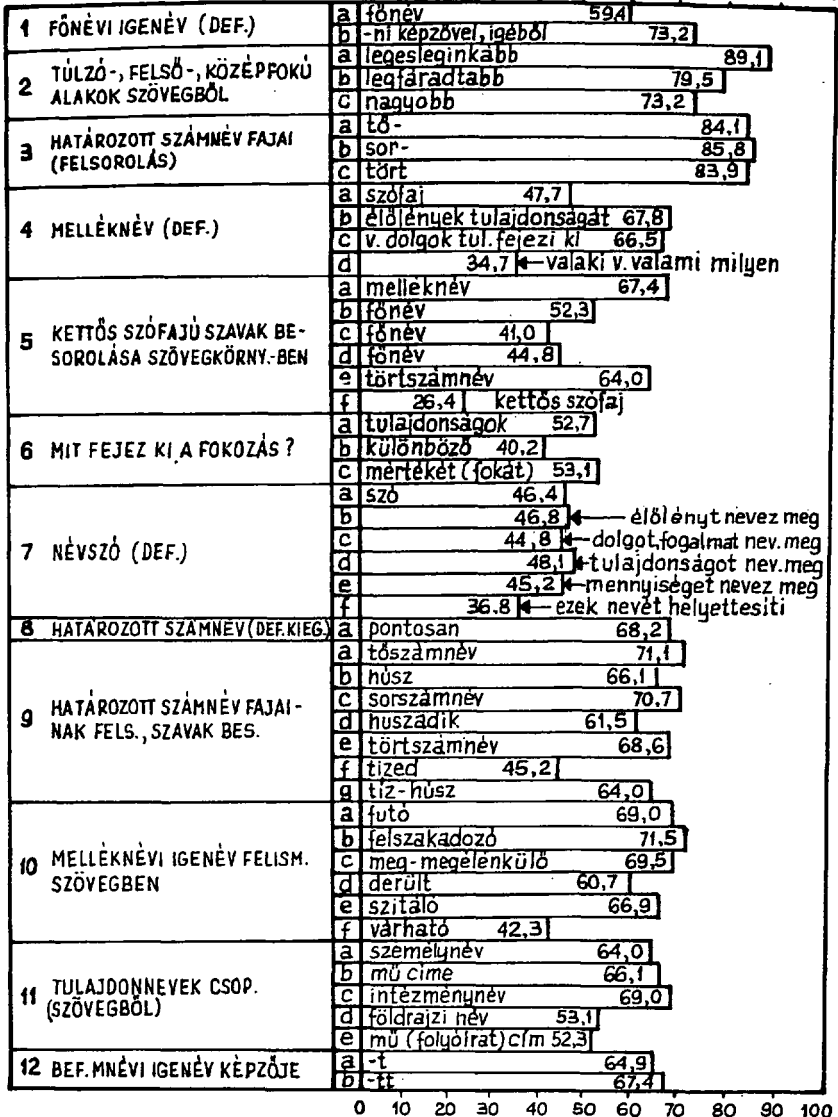 1 FŐNÉVI IGENÉV (DEF.)
a főnév 59,4
b -ni képzővel, igéből 73,2
2 TÚLZÓ-, FELSŐ-, KÖZÉPFOKÚ
ALAKOK SZÖVEGBŐL
a legesleginkább 89,1
b legfáradtabb 79,5
c nagyobb 73,2
3 HATÁROZOTT SZÁMNÉV FAJAI
(FELSOROLÁS)
a tő- 84,1
b sor- 85,8
c tört 83,9
4 MELLÉKNÉV (DEF.)
a szófaj 47,7
b élőlények tulajdonságát 67,8
c v. dolgok tul. fejezi ki 66,5
d 34,7 valaki v. valami milyen
5 KETTŐS SZÓFAJÚ SZAVAK BE-
SOROLÁSA SZÖVEGKÖRNY.-BEN
a melléknév 67,4
b főnév 52,3
c főnév 41,0
d főnév 44,8
e törtszámnév 64,0
f 26,4 kettős szófaj
6 MIT FEJEZ KI A FOKOZÁS ?
a tulajdonságok 52,7
b különböző 40,2
c mértékét (fokát) 53,1
7 NÉVSZÓ (DEF.)
a szó 46,4
b 46,8 élőlényt nevez meg
c 44,8 dolgot, fogalmat nev. meg
d 48,1 tulajdonságot nev. meg
e 45,2 mennyiséget nevez meg
f 36.8 ezek nevét helyettesíti
8 HATÁROZOTT SZÁMNÉV (DEF. KIEG.)
a pontosan 68,2
9 HATÁROZOTT SZÁMNÉV FAJAI-
NAK FELS., SZAVAK BES.
a tőszámnév 71,1
b húsz 66,1
c sorszámnév 70.7
d huszadik 61,5
e törtszámnév 68,6
f tized 45,2
g tíz-húsz 64,0
10 MELLÉKNÉVI IGENÉV FELISM.
SZÖVEGBEN
a futó 69,0
b felszakadozó 71,5
c meg-megélénkülő 69,5
d derült 60,7
e szitáló 66,9
f várható 42,3
11 TULAJDONNEVEK CSOP.
(SZÖVEGBŐL)
a személynév 64,0
b mű címe 66,1
c intézménynév 69,0
d földrajzi név 53,1
e mű (folyóirat) cím 52,3
12 BEF. MNÉVI IGENÉV KÉPZŐJE
a -t 64,9
b -tt 67,4
0 10 20 30 40 50 60 70 80 90 100